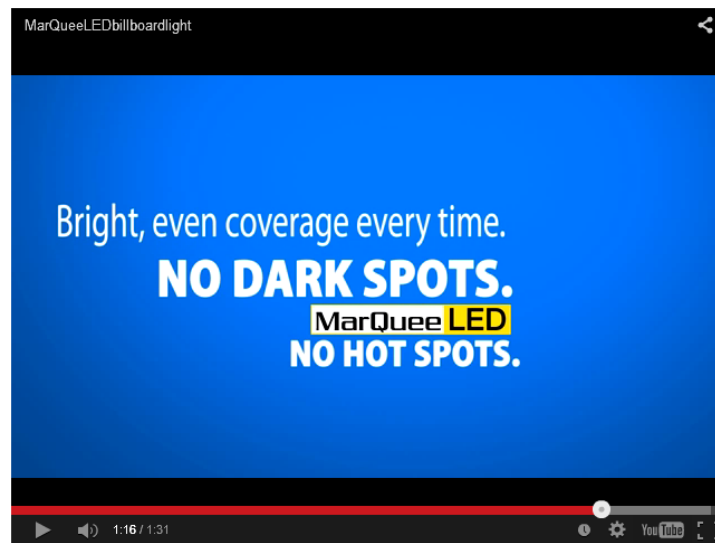 MarQueeLEDbillboardlight
Bright, even coverage every time.
NO DARK SPOTS.
MarQuee LED
NO HOT SPOTS.
1:16 / 1:31
YouTube